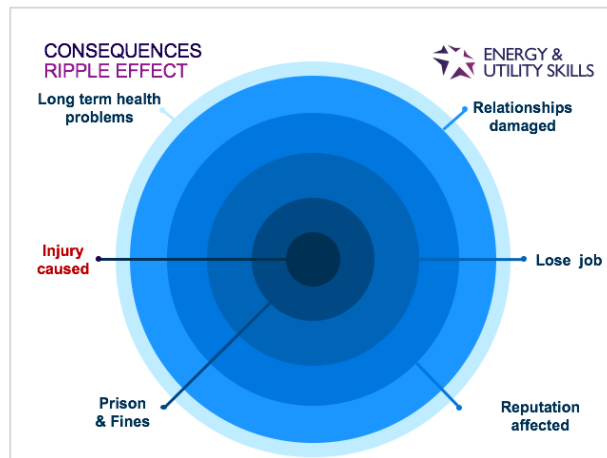 CONSEQUENCES
RIPPLE EFFECT
ENERGY &
UTILITY SKILLS
Long term health
problems
Relationships
damaged
Injury
caused
Lose job
Prison
& Fines
Reputation
affected